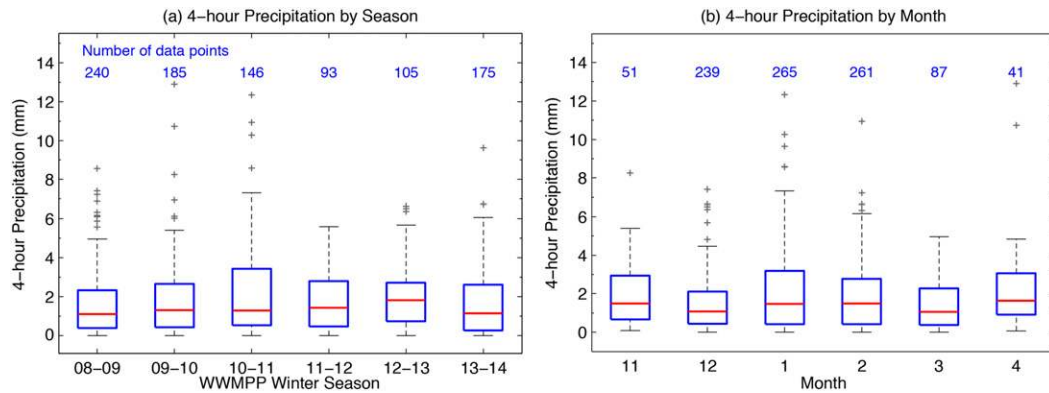 (a) 4−hour Precipitation by Season
Number of data points
240 185 146 93 105 175
14
12
10
8
6
4
2
0
4−hour Precipitation (mm)
08−09 09−10 10−11 11−12 12−13 13−14
WWMPP Winter Season
(b) 4−hour Precipitation by Month
51 239 265 261 87 41
14
12
10
8
6
4
2
0
4−hour Precipitation (mm)
11 12 1 2 3 4
Month